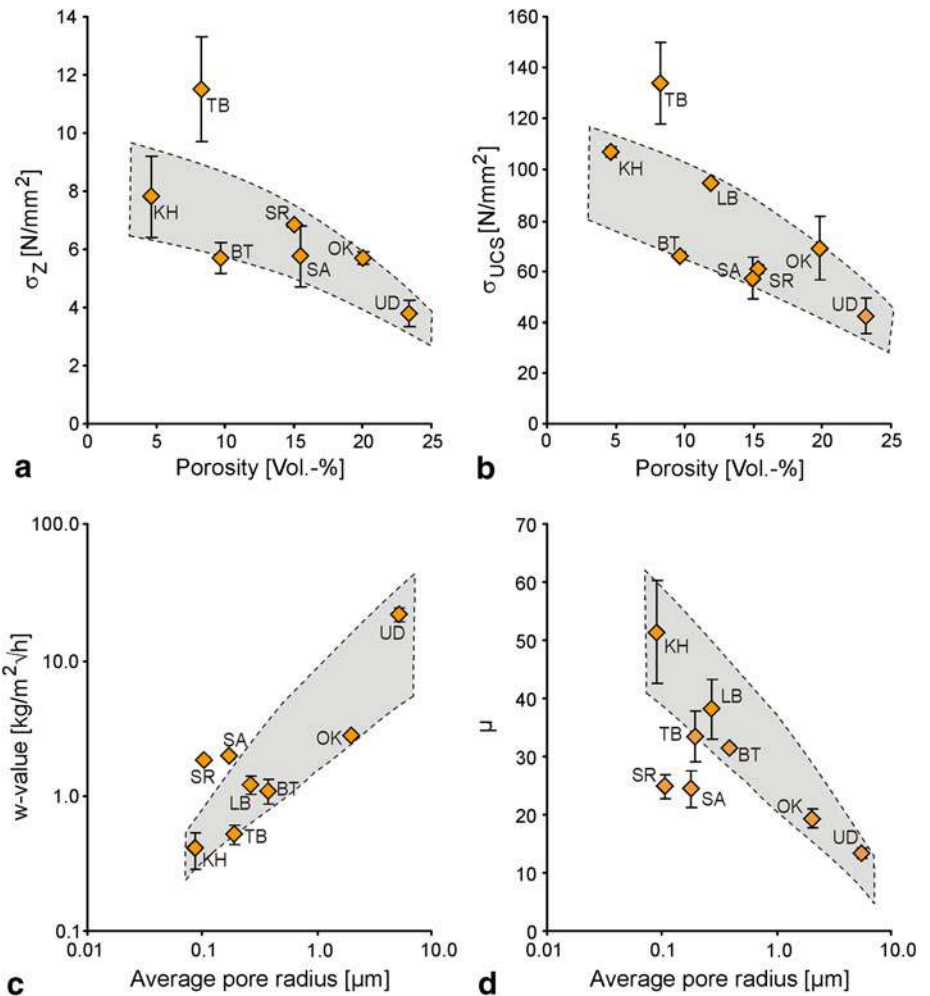 14
12
10
8
6
4
2
0
σZ [N/mm²]
TB
KH
BT
SR
SA
OK
UD
0 5 10 15 20 25
Porosity [Vol.-%]
a
160
140
120
100
80
60
40
20
0
σUCS [N/mm²]
TB
KH
LB
BT
SA
SR
OK
UD
0 5 10 15 20 25
Porosity [Vol.-%]
b
100.0
10.0
1.0
0.1
w-value [kg/m²√h]
UD
OK
SA
SR
LB
BT
TB
KH
0.01 0.1 1.0 10.0
Average pore radius [µm]
c
70
60
50
40
30
20
10
0
µ
KH
LB
TB
BT
SR
SA
OK
UD
0.01 0.1 1.0 10.0
Average pore radius [µm]
d